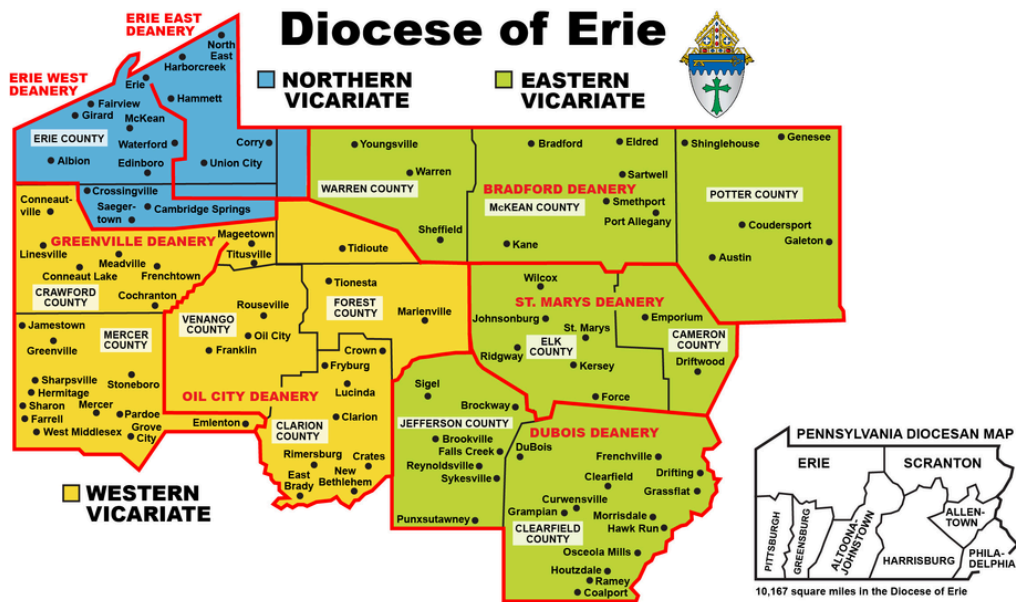 Diocese of Erie
ERIE EAST
DEANERY
ERIE WEST
DEANERY
NORTHERN
VICARIATE
EASTERN
VICARIATE
North
East
Harborcreek
Erie
Hammett
Fairview
Girard
McKean
ERIE COUNTY
Waterford
Corry
Albion
Edinboro
Union City
Crossingville
Saeger-
town
Cambridge Springs
Youngsville
Warren
WARREN COUNTY
Sheffield
Bradford
Eldred
Sartwell
BRADFORD DEANERY
Smethport
McKEAN COUNTY
Port Allegany
Kane
Shinglehouse
Genesee
POTTER COUNTY
Coudersport
Galeton
Austin
Conneaut-
ville
GREENVILLE DEANERY
Mageetown
Titusville
Linesville
Meadville
Conneaut Lake
Frenchtown
CRAWFORD
COUNTY
Cochranton
Tidioute
Tionesta
FOREST
COUNTY
Marienville
Rouseville
VENANGO
COUNTY
Oil City
Franklin
Jamestown
MERCER
COUNTY
Greenville
Stoneboro
Sharpsville
Hermitage
Sharon
Mercer
Pardoe
Farrell
Grove
City
West Middlesex
OIL CITY DEANERY
Emlenton
Crown
Fryburg
Lucinda
Clarion
CLARION
COUNTY
Rimersburg
Crates
East
Brady
New
Bethlehem
Wilcox
ST. MARYS DEANERY
Johnsonburg
St. Marys
Emporium
ELK
COUNTY
CAMERON
COUNTY
Ridgway
Kersey
Driftwood
Force
Sigel
Brockway
JEFFERSON COUNTY
Brookville
Falls Creek
Reynoldsville
Sykesville
Punxsutawney
DUBOIS DEANERY
DuBois
Frenchville
Clearfield
Drifting
Grassflat
Curwensville
Grampian
Morrisdale
CLEARFIELD
COUNTY
Hawk Run
Osceola Mills
Houtzdale
Ramey
Coalport
WESTERN
VICARIATE
PENNSYLVANIA DIOCESAN MAP
ERIE
SCRANTON
PITTSBURGH
GREENSBURG
ALTOONA-
JOHNSTOWN
HARRISBURG
ALLEN-
TOWN
PHILA-
DELPHIA
10,167 square miles in the Diocese of Erie